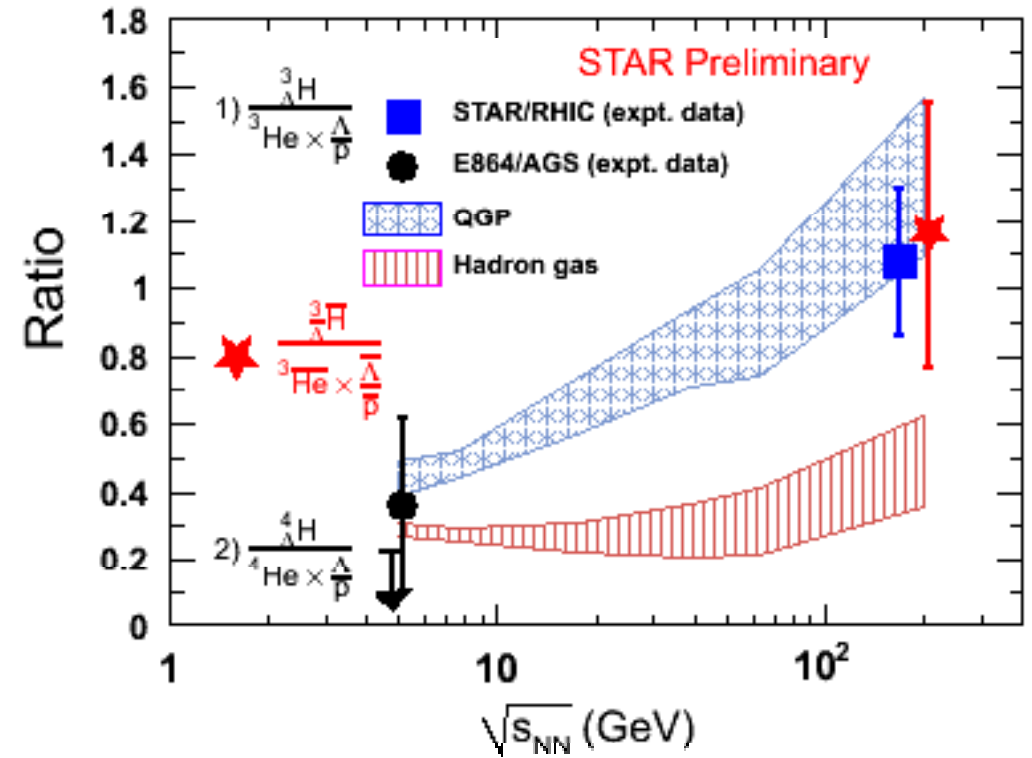 STAR Preliminary
1) ³ΛH / ³He × Λ/p
STAR/RHIC (expt. data)
E864/AGS (expt. data)
QGP
Hadron gas
³Λ̅H̅ / ³H̅e̅ × Λ̅/p̅
2) ⁴ΛH / ⁴He × Λ/p
Ratio
1.8
1.6
1.4
1.2
1
0.8
0.6
0.4
0.2
0
1 10 10²
√sNN (GeV)